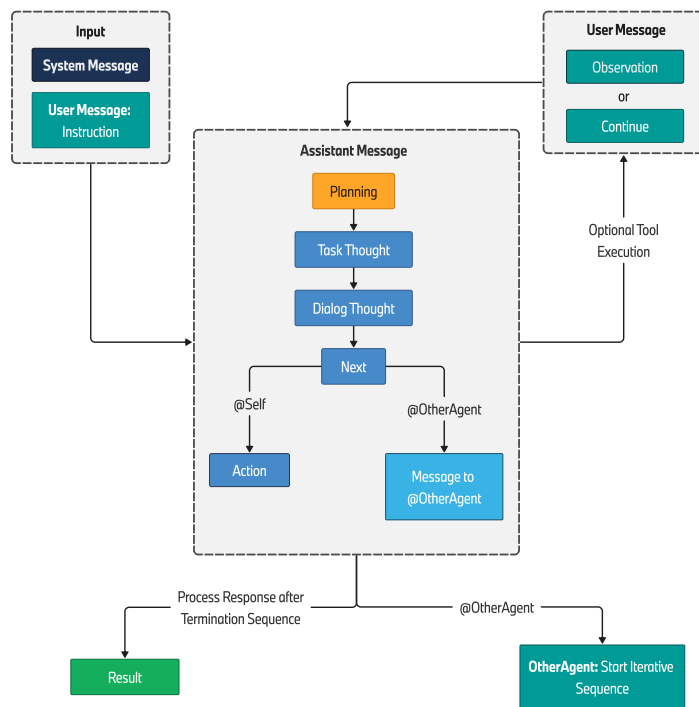 Input
System Message
User Message:
Instruction
User Message
Observation
or
Continue
Assistant Message
Planning
Task Thought
Dialog Thought
Next
@Self
@OtherAgent
Action
Message to
@OtherAgent
Optional Tool
Execution
Process Response after
Termination Sequence
@OtherAgent
Result
OtherAgent: Start Iterative
Sequence